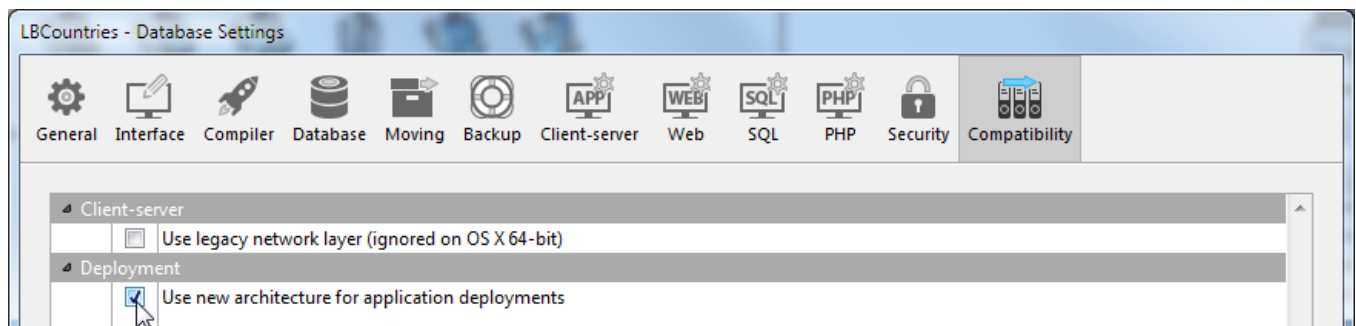 LBCountries - Database Settings
APP WEB SQL PHP
General Interface Compiler Database Moving Backup Client-server Web SQL PHP Security Compatibility
Client-server
Use legacy network layer (ignored on OS X 64-bit)
Deployment
Use new architecture for application deployments